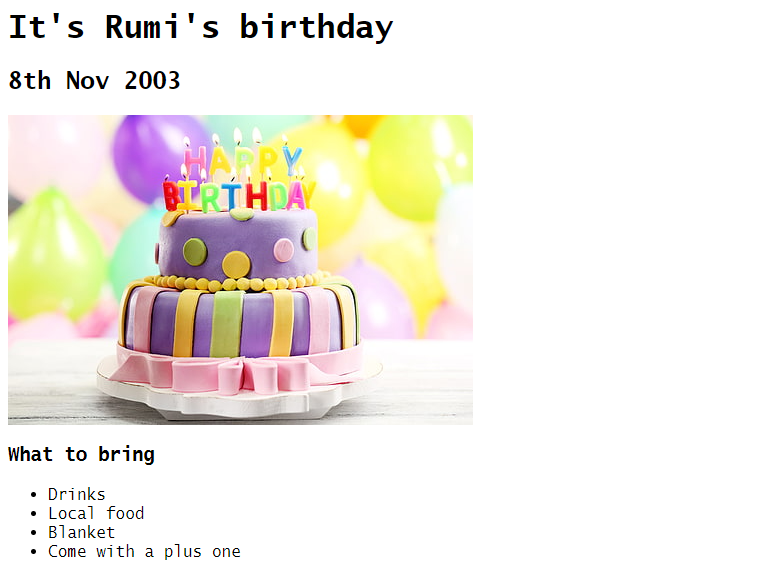 It's Rumi's birthday
8th Nov 2003
HAPPY
BIRTHDAY
What to bring
Drinks
Local food
Blanket
Come with a plus one